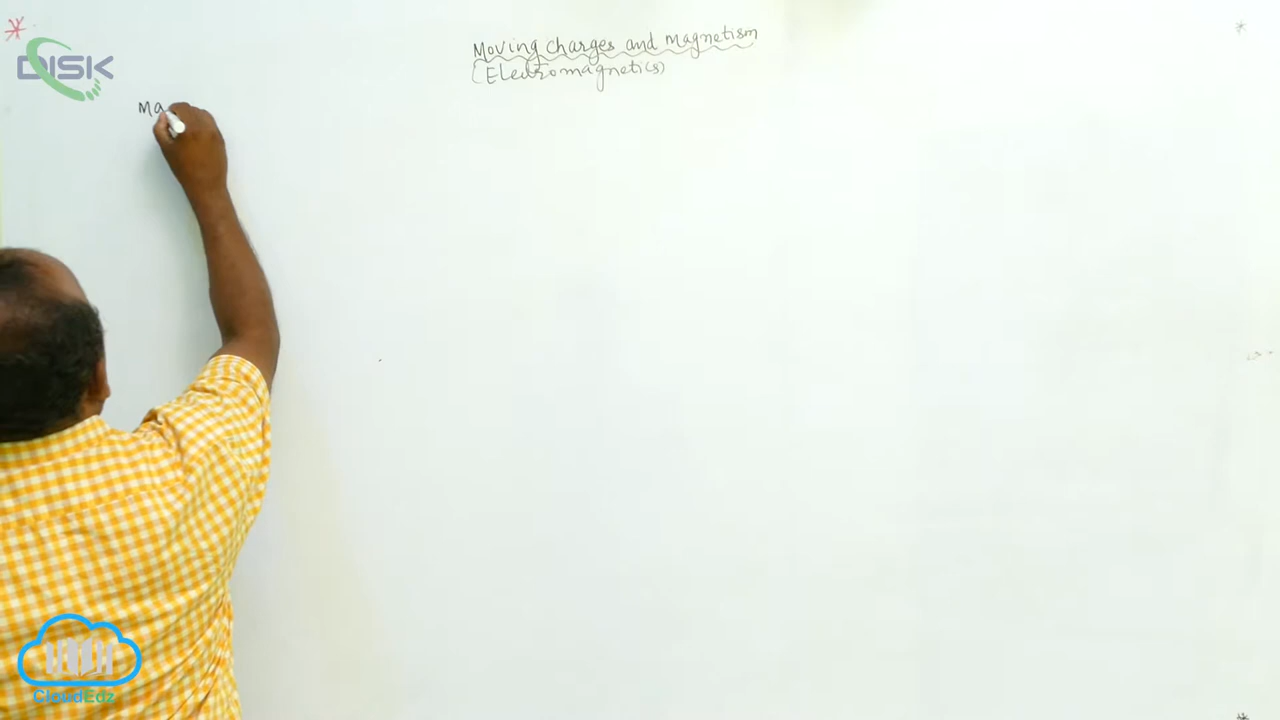 Moving charges and magnetism
(Electromagnetics)
DISK
Ma
CloudEdz